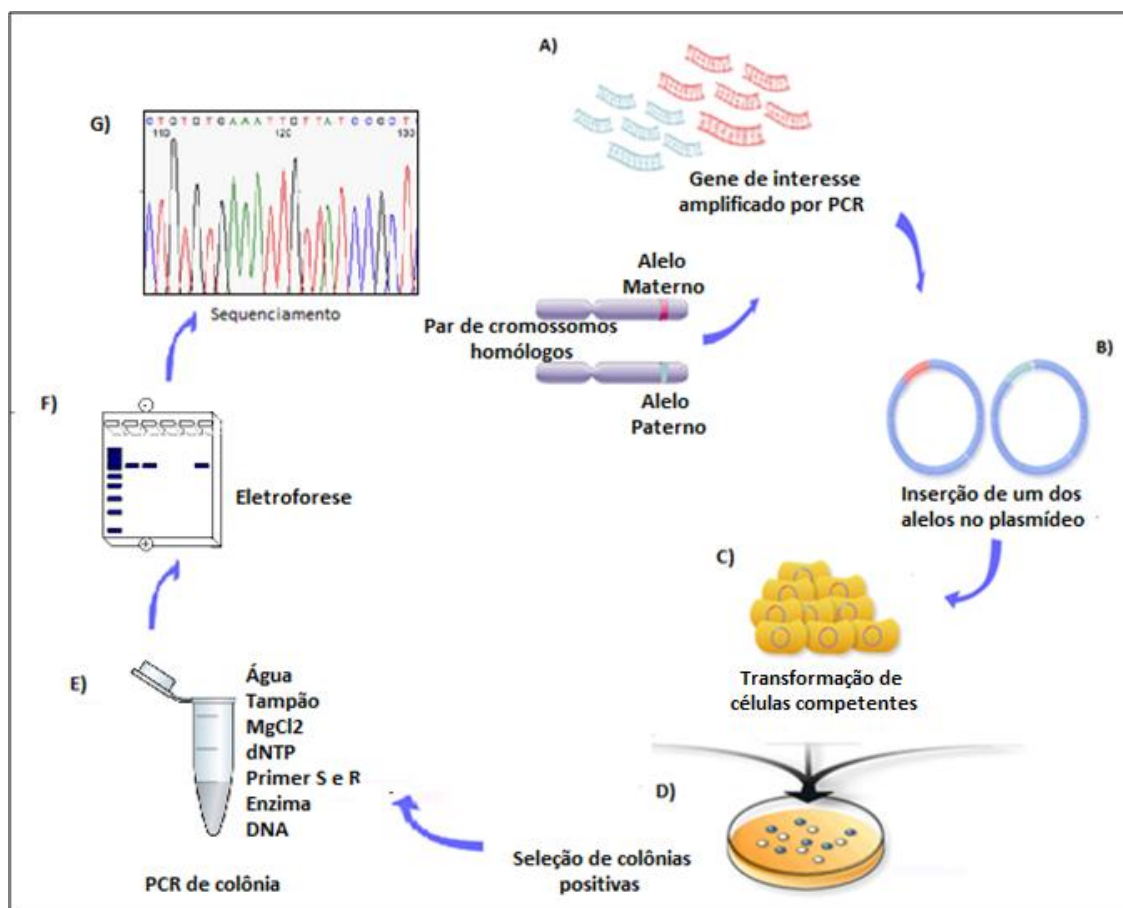 A)
Gene de interesse
amplificado por PCR
Alelo
Materno
Par de cromossomos
homólogos
Alelo
Paterno
B)
Inserção de um dos
alelos no plasmídeo
C)
Transformação de
células competentes
D)
Seleção de colônias
positivas
E)
Água
Tampão
MgCl2
dNTP
Primer S e R
Enzima
DNA
PCR de colônia
F)
-
+
Eletroforese
G)
110
120
130
Sequenciamento